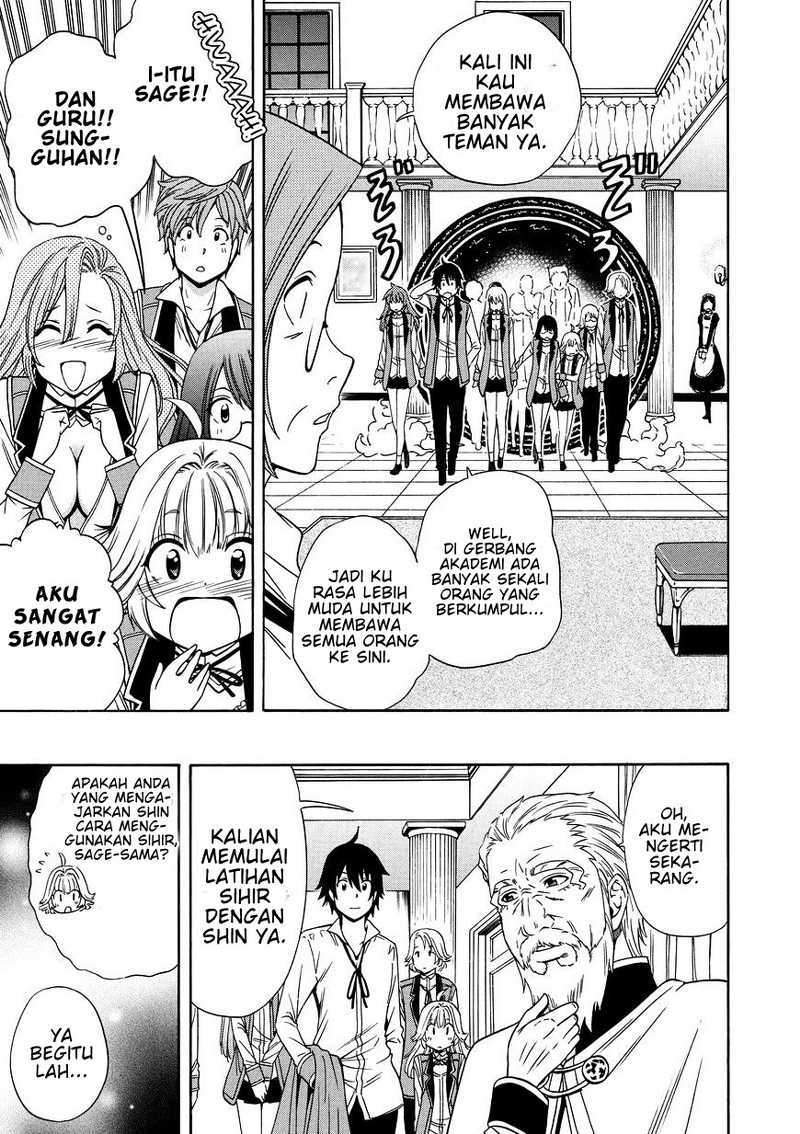 KALI INI
KAU
MEMBAWA
BANYAK
TEMAN YA.
WELL,
DI GERBANG
AKADEMI ADA
BANYAK SEKALI
ORANG YANG
BERKUMPUL...
JADI KU
RASA LEBIH
MUDA UNTUK
MEMBAWA
SEMUA ORANG
KE SINI.
HWAAAAH!
I-ITU
SAGE!!
DAN
GURU!!
SUNG-
GUHAN!!
AKU
SANGAT
SENANG!
OH,
AKU ME-
NGERTI
SEKA-
RANG.
KALIAN
MEMULAI
LATIHAN
SIHIR
DENGAN
SHIN YA.
APAKAH ANDA
YANG MENGA-
JARKAN SHIN
CARA MENG-
GUNAKAN SIHIR,
SAGE-SAMA?
YA
BEGITU
LAH...